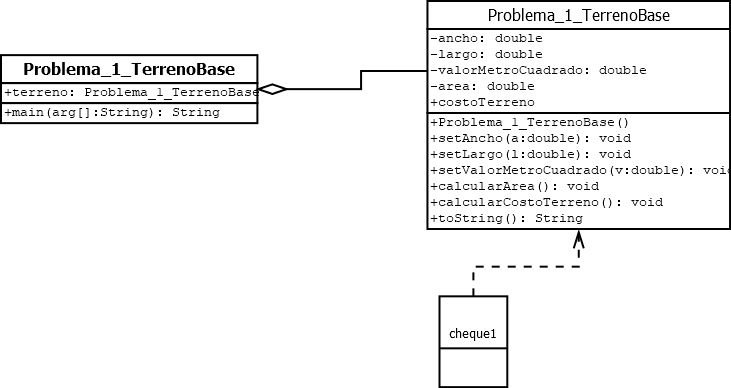 Problema_1_TerrenoBase
+terreno: Problema_1_TerrenoBase
+main(arg[]:String): String
Problema_1_TerrenoBase
-ancho: double
-largo: double
-valorMetroCuadrado: double
-area: double
+costoTerreno
+Problema_1_TerrenoBase()
+setAncho(a:double): void
+setLargo(l:double): void
+setValorMetroCuadrado(v:double): void
+calcularArea(): void
+calcularCostoTerreno(): void
+toString(): String
cheque1